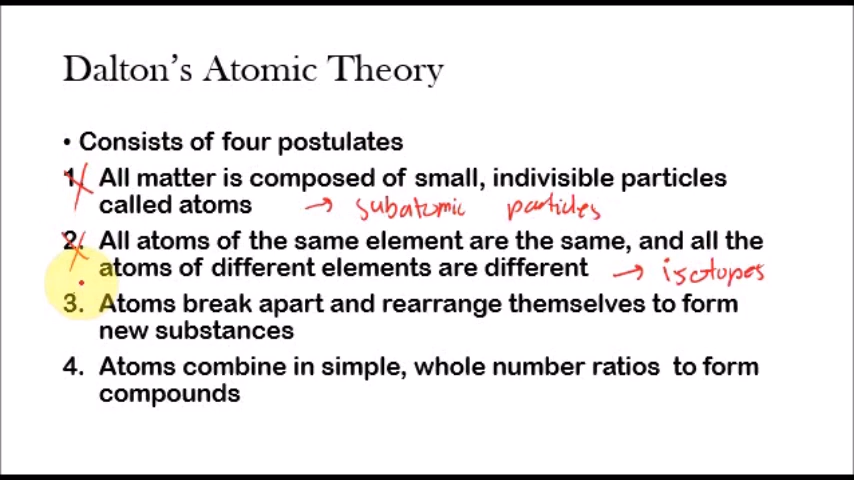 Dalton's Atomic Theory
• Consists of four postulates
1. All matter is composed of small, indivisible particles
called atoms → subatomic particles
2. All atoms of the same element are the same, and all the
atoms of different elements are different → isotopes
3. Atoms break apart and rearrange themselves to form
new substances
4. Atoms combine in simple, whole number ratios to form
compounds